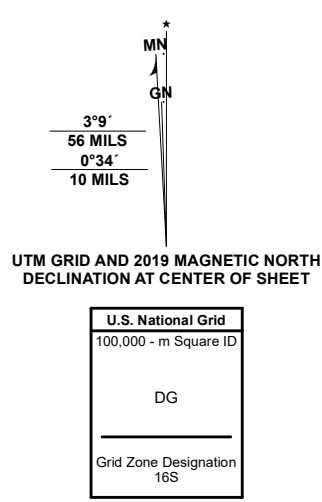 ★
MN
GN
3°9´
56 MILS
0°34´
10 MILS
UTM GRID AND 2019 MAGNETIC NORTH
DECLINATION AT CENTER OF SHEET
U.S. National Grid
100,000 - m Square ID
DG
Grid Zone Designation
16S